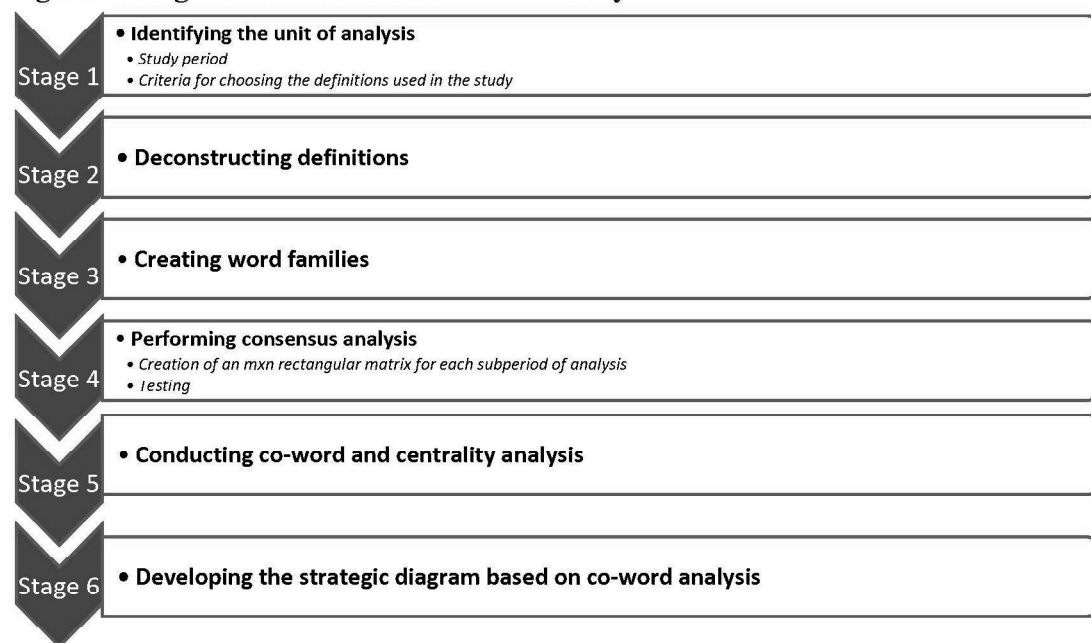 Stage 1
• Identifying the unit of analysis
• Study period
• Criteria for choosing the definitions used in the study
Stage 2
• Deconstructing definitions
Stage 3
• Creating word families
Stage 4
• Performing consensus analysis
• Creation of an mxn rectangular matrix for each subperiod of analysis
• Testing
Stage 5
• Conducting co-word and centrality analysis
Stage 6
• Developing the strategic diagram based on co-word analysis